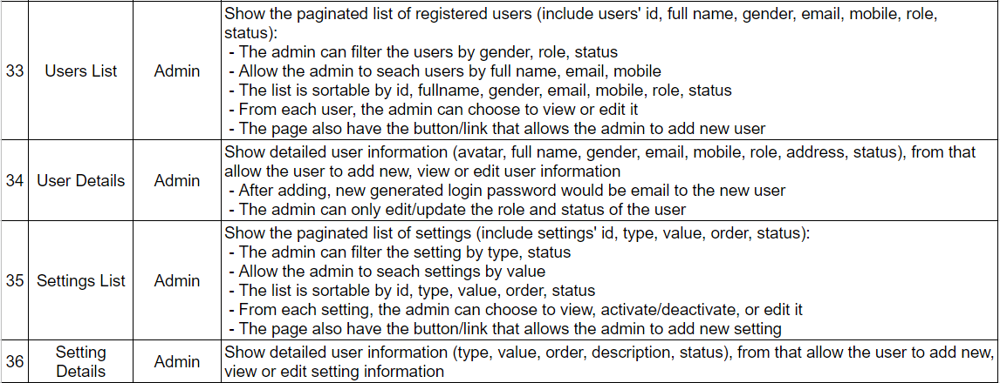 33
Users List
Admin
Show the paginated list of registered users (include users' id, full name, gender, email, mobile, role,
status):
- The admin can filter the users by gender, role, status
- Allow the admin to seach users by full name, email, mobile
- The list is sortable by id, fullname, gender, email, mobile, role, status
- From each user, the admin can choose to view or edit it
- The page also have the button/link that allows the admin to add new user
34
User Details
Admin
Show detailed user information (avatar, full name, gender, email, mobile, role, address, status), from that
allow the user to add new, view or edit user information
- After adding, new generated login password would be email to the new user
- The admin can only edit/update the role and status of the user
35
Settings List
Admin
Show the paginated list of settings (include settings' id, type, value, order, status):
- The admin can filter the setting by type, status
- Allow the admin to seach settings by value
- The list is sortable by id, type, value, order, status
- From each setting, the admin can choose to view, activate/deactivate, or edit it
- The page also have the button/link that allows the admin to add new setting
36
Setting
Details
Admin
Show detailed user information (type, value, order, description, status), from that allow the user to add new,
view or edit setting information